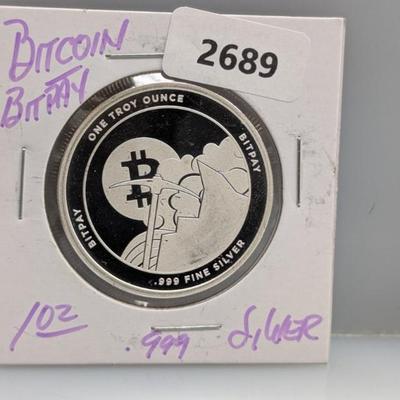 BITCOIN
BITPAY
2689
ONE TROY OUNCE
BITPAY
BITPAY
.999 FINE SILVER
1oz .999 SILVER